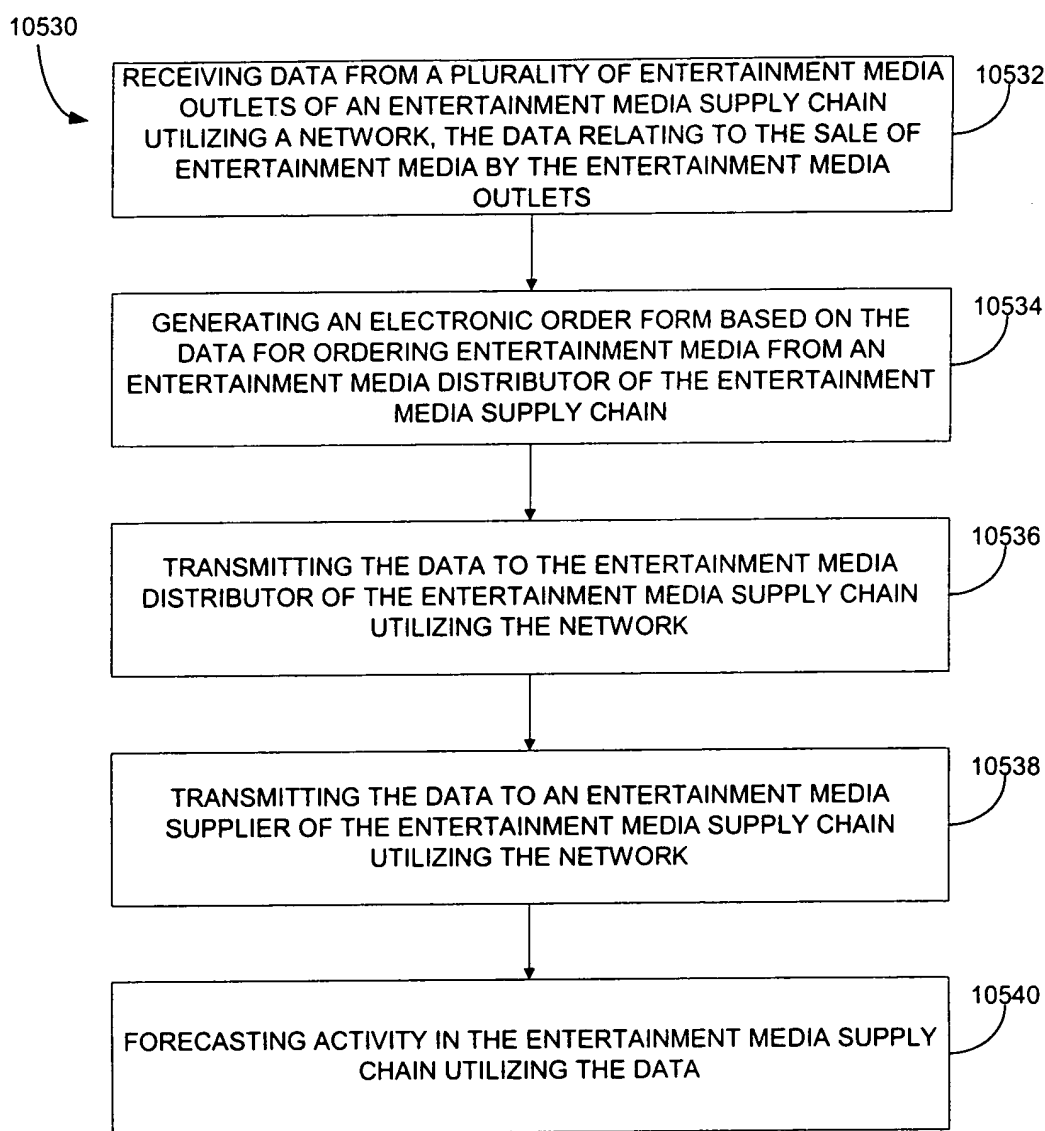 10530
RECEIVING DATA FROM A PLURALITY OF ENTERTAINMENT MEDIA
OUTLETS OF AN ENTERTAINMENT MEDIA SUPPLY CHAIN
UTILIZING A NETWORK, THE DATA RELATING TO THE SALE OF
ENTERTAINMENT MEDIA BY THE ENTERTAINMENT MEDIA
OUTLETS
10532
GENERATING AN ELECTRONIC ORDER FORM BASED ON THE
DATA FOR ORDERING ENTERTAINMENT MEDIA FROM AN
ENTERTAINMENT MEDIA DISTRIBUTOR OF THE ENTERTAINMENT
MEDIA SUPPLY CHAIN
10534
TRANSMITTING THE DATA TO THE ENTERTAINMENT MEDIA
DISTRIBUTOR OF THE ENTERTAINMENT MEDIA SUPPLY CHAIN
UTILIZING THE NETWORK
10536
TRANSMITTING THE DATA TO AN ENTERTAINMENT MEDIA
SUPPLIER OF THE ENTERTAINMENT MEDIA SUPPLY CHAIN
UTILIZING THE NETWORK
10538
FORECASTING ACTIVITY IN THE ENTERTAINMENT MEDIA SUPPLY
CHAIN UTILIZING THE DATA
10540